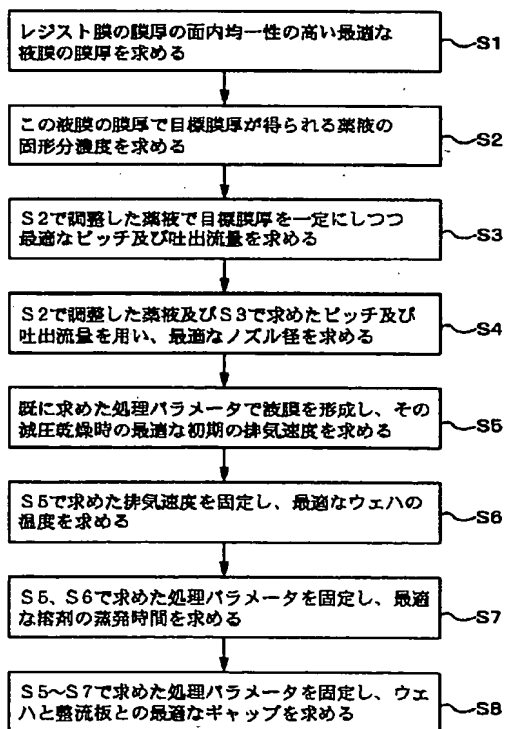 レジスト膜の膜厚の面内均一性の高い最適な
液膜の膜厚を求める
S1
この液膜の膜厚で目標膜厚が得られる薬液の
固形分濃度を求める
S2
S2で調整した薬液で目標膜厚を一定にしつつ
最適なピッチ及び吐出流量を求める
S3
S2で調整した薬液及びS3で求めたピッチ及び
吐出流量を用い、最適なノズル径を求める
S4
既に求めた処理パラメータで液膜を形成し、その
減圧乾燥時の最適な初期の排気速度を求める
S5
S5で求めた排気速度を固定し、最適なウェハの
温度を求める
S6
S5、S6で求めた処理パラメータを固定し、最適
な溶剤の蒸発時間を求める
S7
S5〜S7で求めた処理パラメータを固定し、ウェ
ハと整流板との最適なギャップを求める
S8